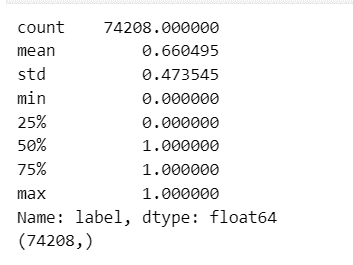 count    74208.000000
mean         0.660495
std          0.473545
min          0.000000
25%          0.000000
50%          1.000000
75%          1.000000
max          1.000000
Name: label, dtype: float64
(74208,)